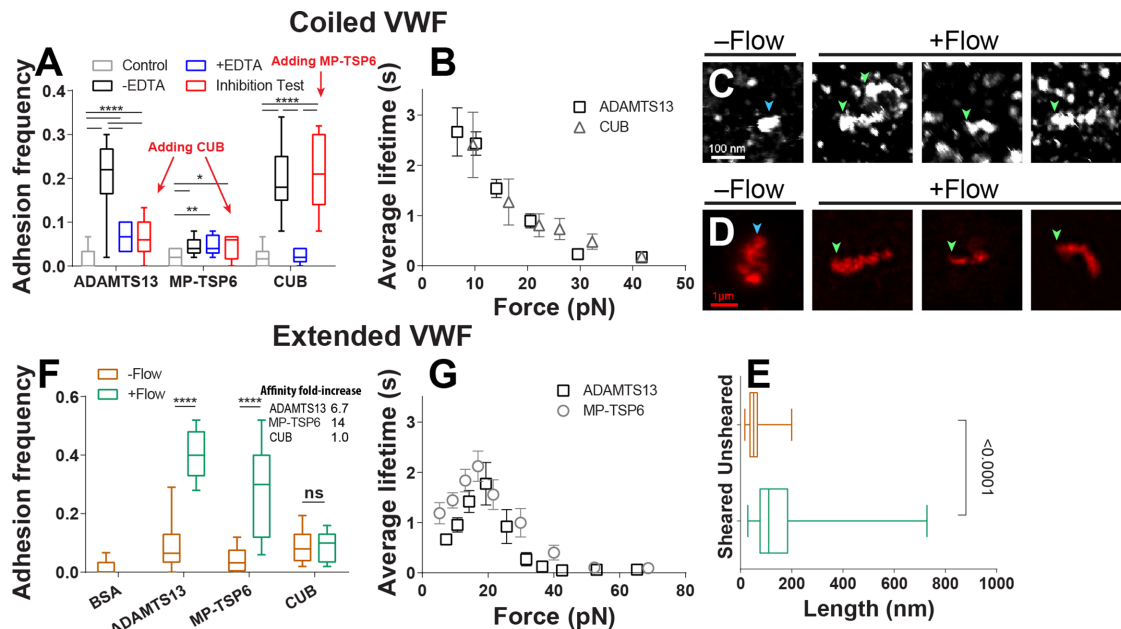 Coiled VWF
A
Control
+EDTA
-EDTA
Inhibition Test
Adding MP-TSP6
Adding CUB
****
****
****
*
**
Adhesion frequency
0.4
0.3
0.2
0.1
0.0
ADAMTS13
MP-TSP6
CUB
B
ADAMTS13
CUB
Average lifetime (s)
3
2
1
0
0
10
20
30
40
50
Force (pN)
–Flow
+Flow
C
100 nm
–Flow
+Flow
D
1µm
Extended VWF
F
-Flow
+Flow
Affinity fold-increase
ADAMTS13 6.7
MP-TSP6 14
CUB 1.0
****
****
ns
Adhesion frequency
0.6
0.4
0.2
0.0
BSA
ADAMTS13
MP-TSP6
CUB
G
ADAMTS13
MP-TSP6
Average lifetime (s)
3
2
1
0
0
20
40
60
80
Force (pN)
E
Sheared Unsheared
<0.0001
0
200
400
600
800
1000
Length (nm)